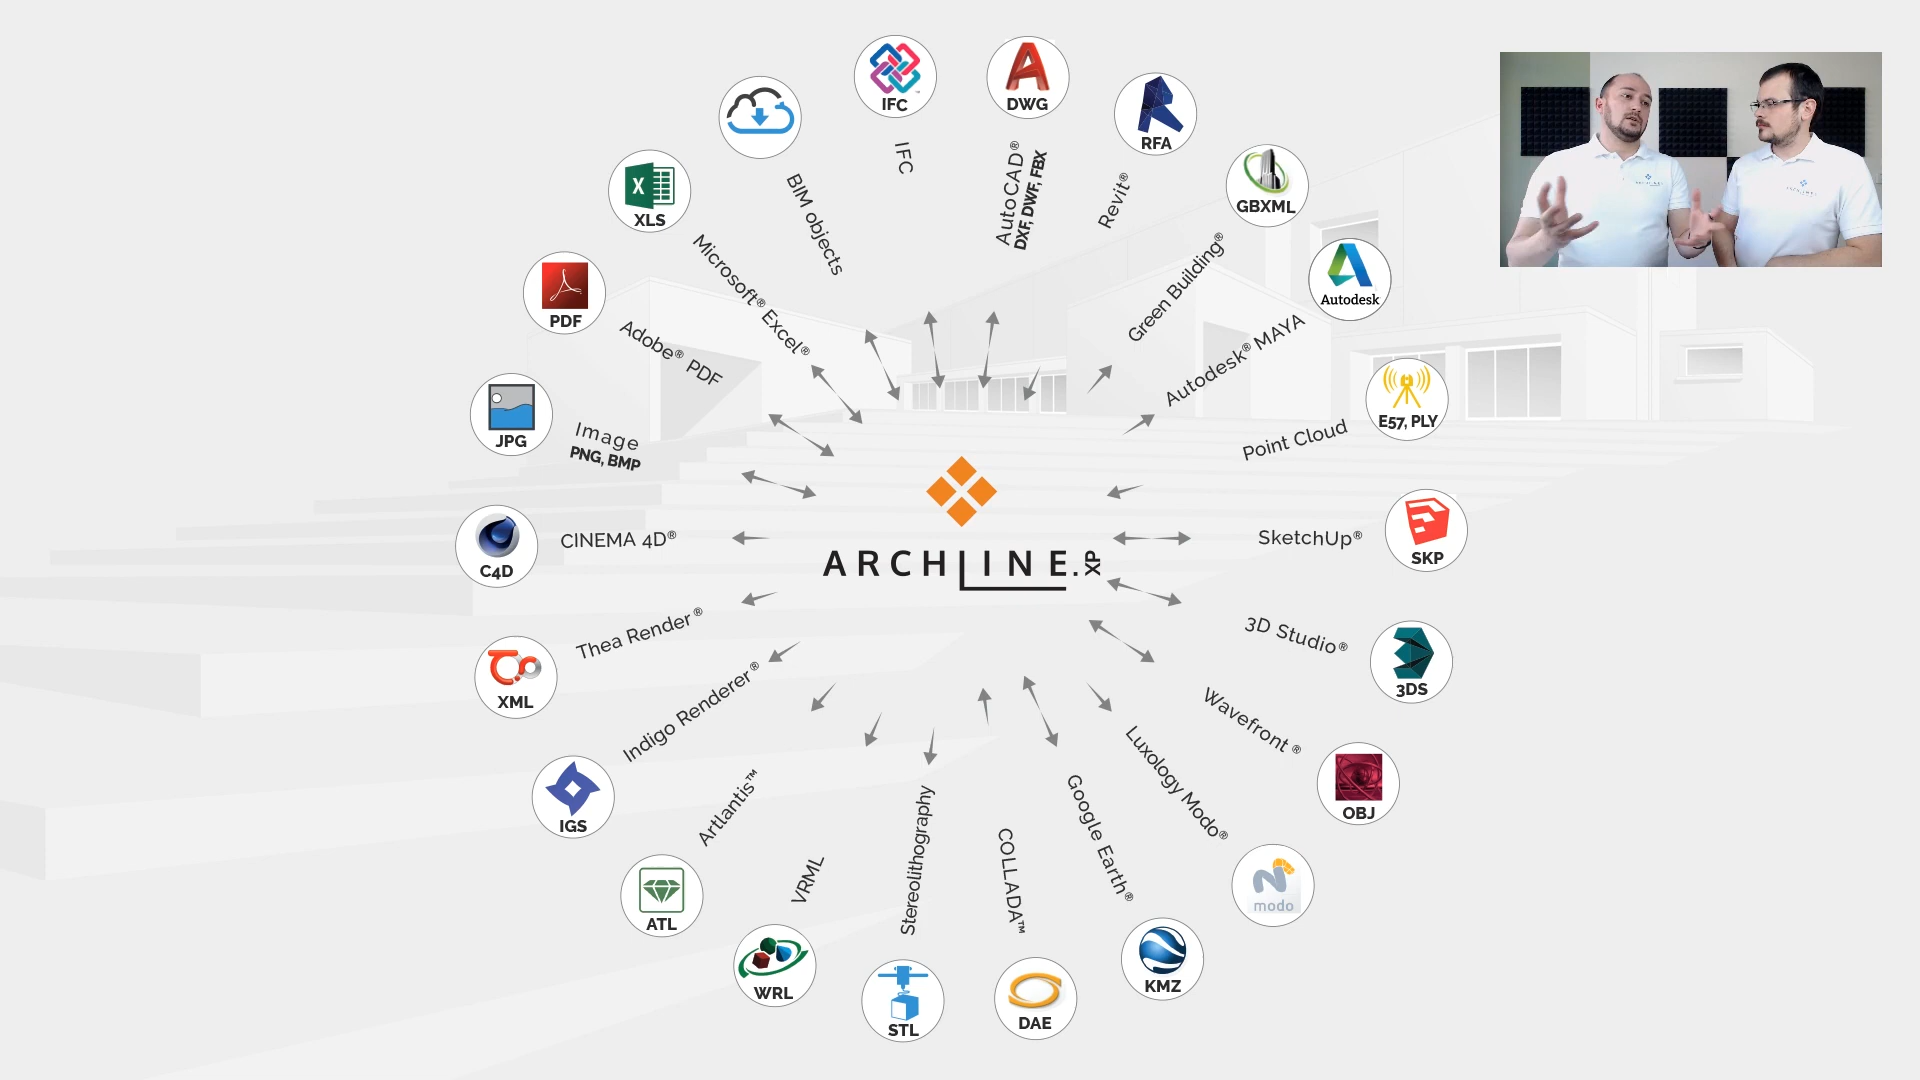 IFC
IFC
DWG
AutoCAD®
DXF, DWF, FBX
RFA
Revit®
GBXML
Green Building®
Autodesk
Autodesk® MAYA
E57, PLY
Point Cloud
SKP
SketchUp®
3DS
3D Studio®
OBJ
Wavefront®
modo
Luxology Modo®
KMZ
Google Earth®
DAE
COLLADA™
STL
Stereolithography
WRL
VRML
ATL
Artlantis™
IGS
Indigo Renderer®
XML
Thea Render®
C4D
CINEMA 4D®
JPG
Image
PNG, BMP
PDF
Adobe® PDF
XLS
X
Microsoft® Excel®
BIM objects
ARCHLINE.XP